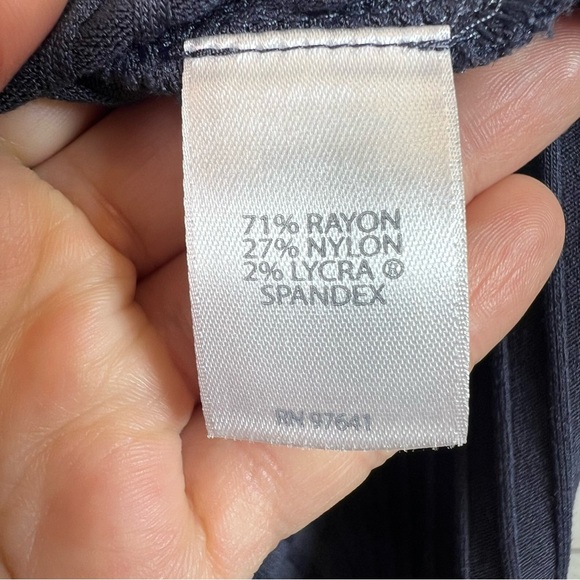 71% RAYON
27% NYLON
2% LYCRA ®
SPANDEX
RN 97641